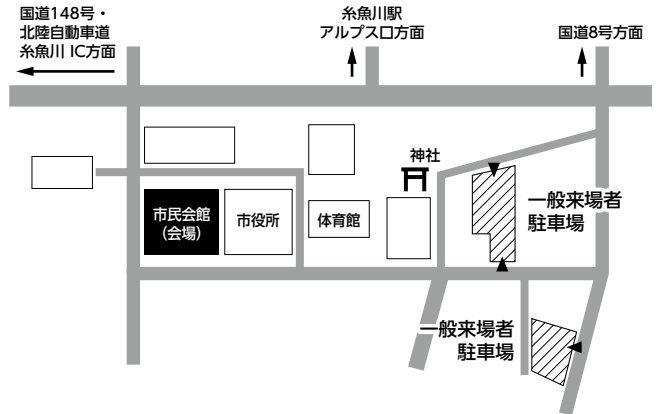 国道148号・
北陸自動車道
糸魚川 IC方面
糸魚川駅
アルプス口方面
国道8号方面
神社
市民会館
(会場)
市役所
体育館
一般来場者
駐車場
一般来場者
駐車場